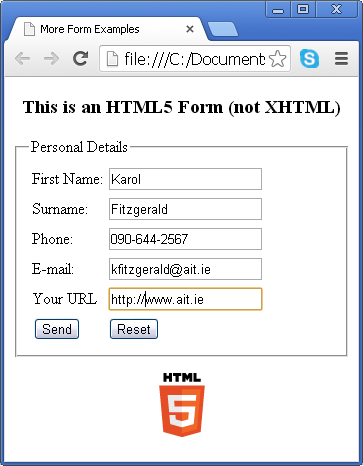 More Form Examples
file:///C:/Document
This is an HTML5 Form (not XHTML)
Personal Details
First Name: Karol
Surname: Fitzgerald
Phone: 090-644-2567
E-mail: kfitzgerald@ait.ie
Your URL http://www.ait.ie
Send Reset
HTML
5